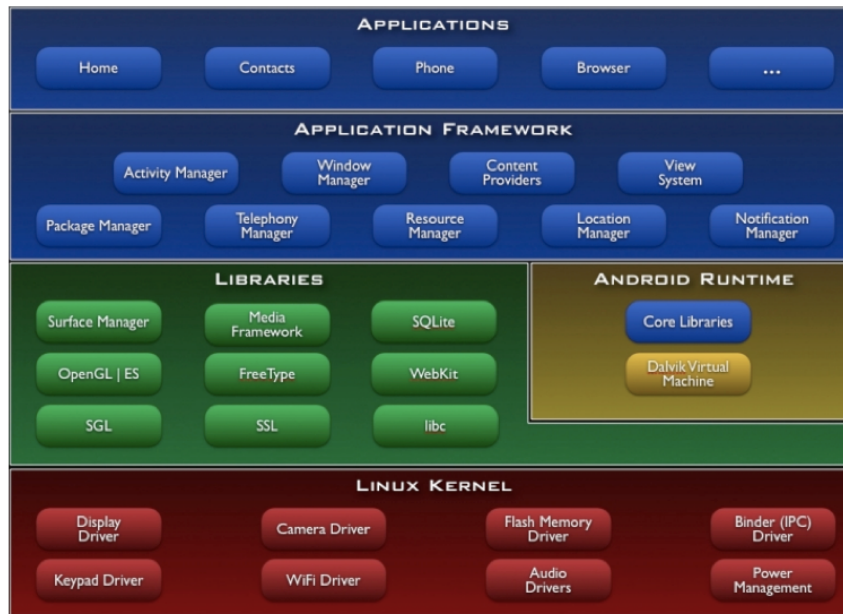 APPLICATIONS
Home Contacts Phone Browser ...
APPLICATION FRAMEWORK
Activity Manager
Window
Manager
Content
Providers
View
System
Package Manager
Telephony
Manager
Resource
Manager
Location
Manager
Notification
Manager
LIBRARIES
Surface Manager
Media
Framework
SQLite
OpenGL | ES FreeType WebKit
SGL SSL libc
ANDROID RUNTIME
Core Libraries
Dalvik Virtual
Machine
LINUX KERNEL
Display
Driver
Camera Driver
Flash Memory
Driver
Binder (IPC)
Driver
Keypad Driver
WiFi Driver
Audio
Drivers
Power
Management